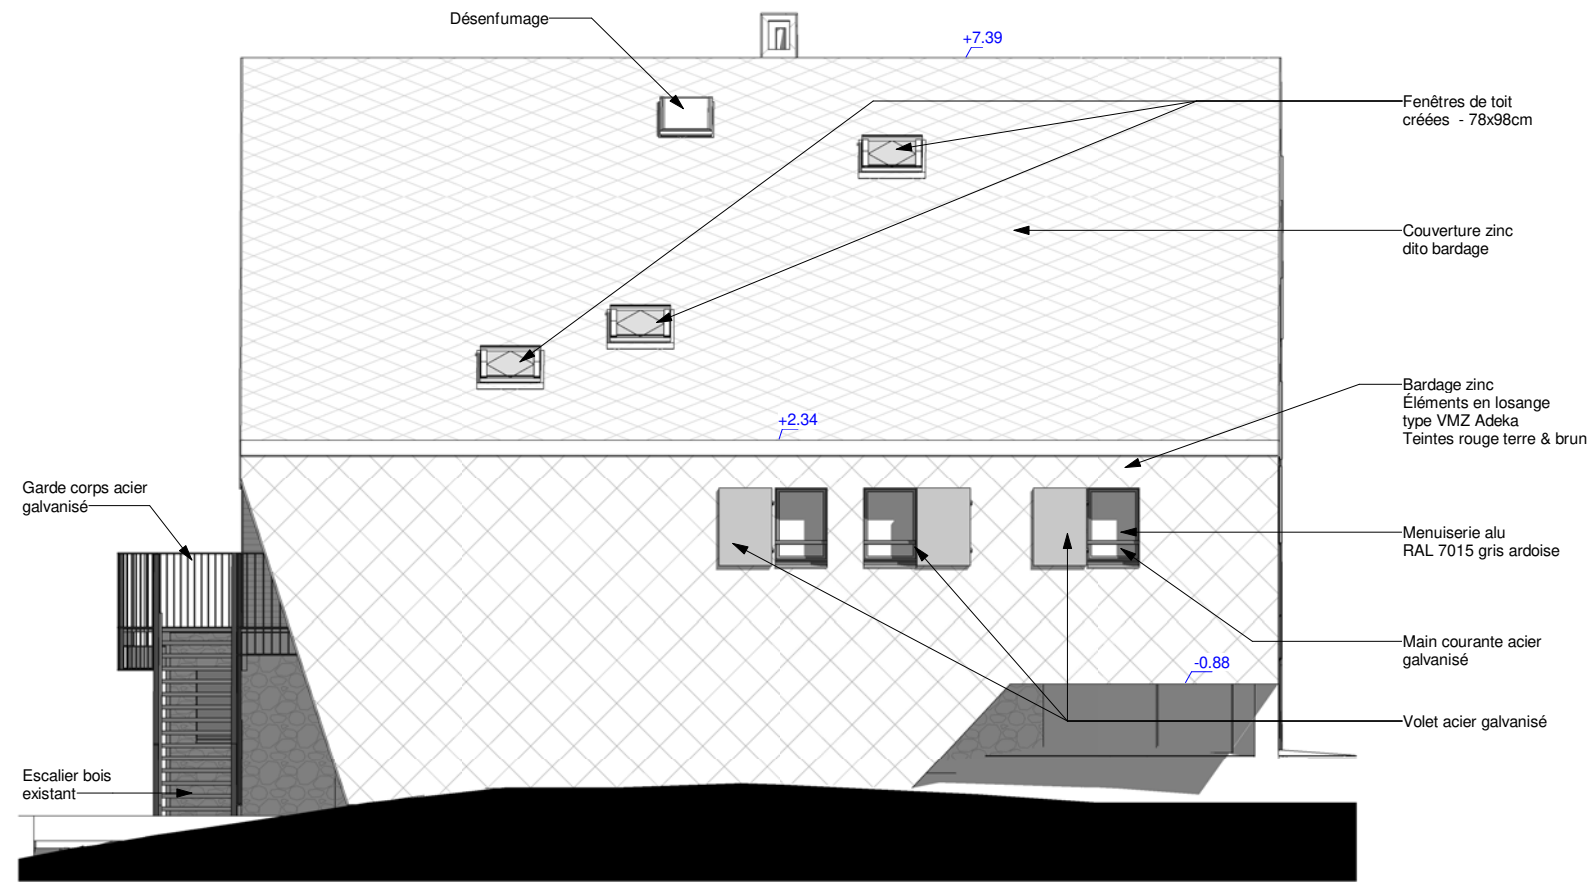 Désenfumage
+7.39
Fenêtres de toit
créées - 78x98cm
Couverture zinc
dito bardage
Bardage zinc
Éléments en losange
type VMZ Adeka
Teintes rouge terre & brun
+2.34
Garde corps acier
galvanisé
Menuiserie alu
RAL 7015 gris ardoise
Main courante acier
galvanisé
-0.88
Volet acier galvanisé
Escalier bois
existant